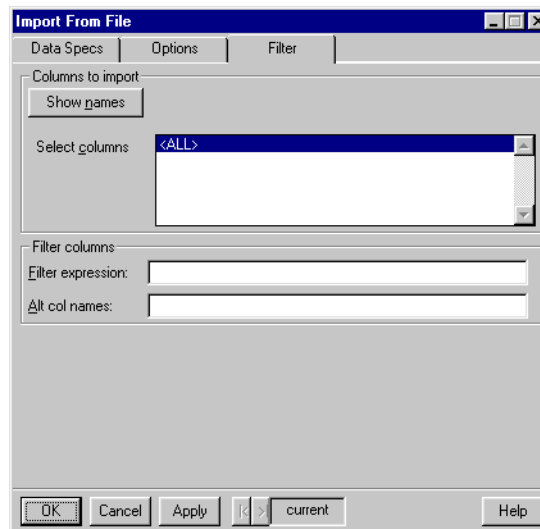 Import From File
Data Specs Options Filter
Columns to import
Show names
Select columns <ALL>
Filter columns
Filter expression:
Alt col names:
OK Cancel Apply current Help